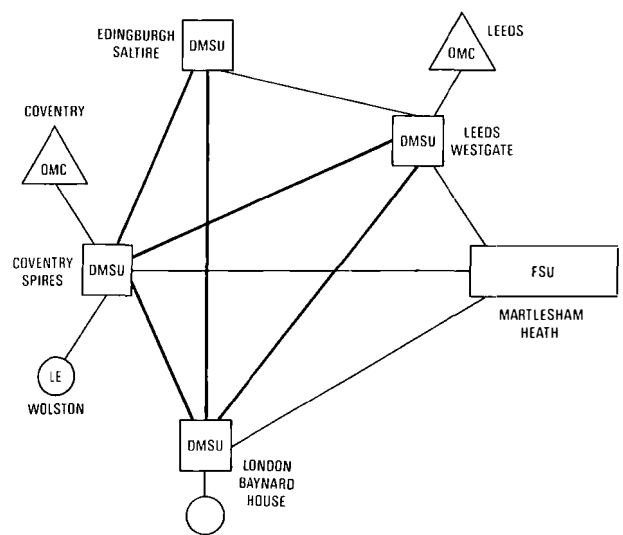 EDINGBURGH
SALTIRE
DMSU
LEEDS
OMC
COVENTRY
OMC
DMSU
LEEDS
WESTGATE
COVENTRY
SPIRES
DMSU
FSU
MARTLESHAM
HEATH
LE
WOLSTON
DMSU
LONDON
BAYNARD
HOUSE